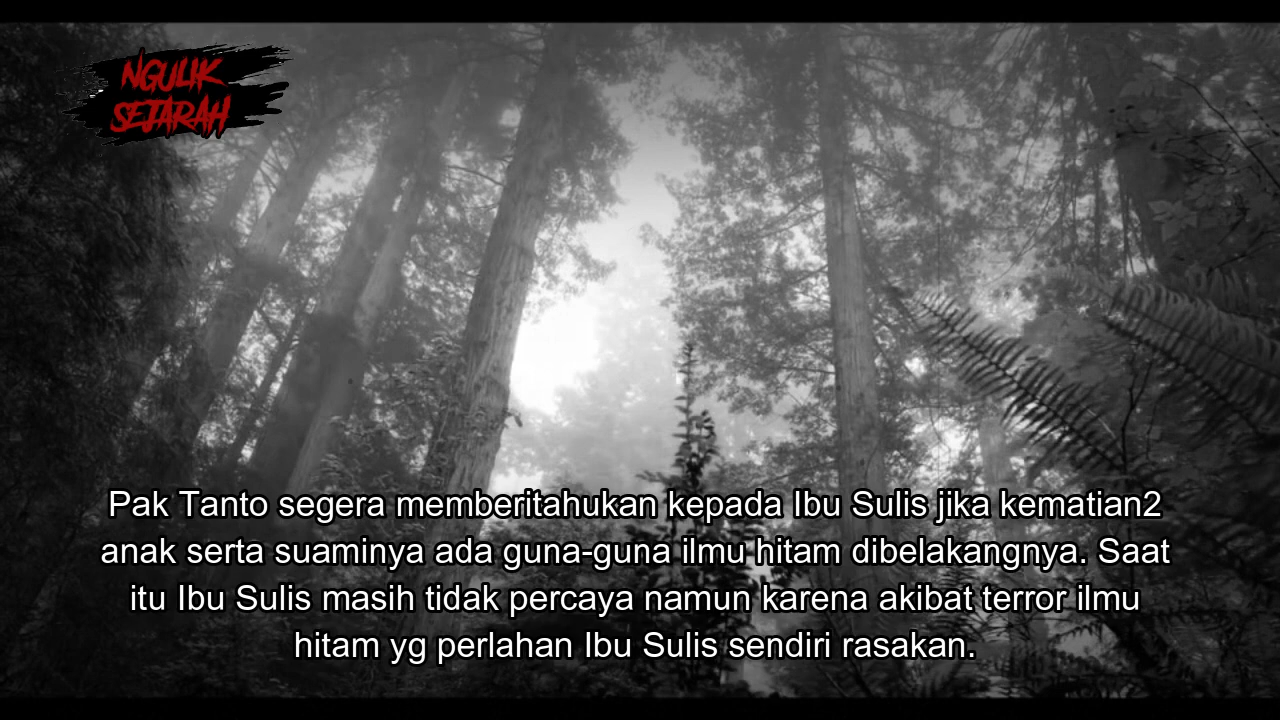 NGULIK
SEJARAH
Pak Tanto segera memberitahukan kepada Ibu Sulis jika kematian2
anak serta suaminya ada guna-guna ilmu hitam dibelakangnya. Saat
itu Ibu Sulis masih tidak percaya namun karena akibat terror ilmu
hitam yg perlahan Ibu Sulis sendiri rasakan.